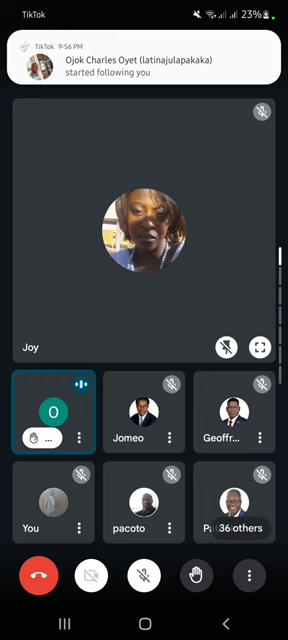 TikTok
23%
TikTok 9:56 PM
Ojok Charles Oyet (latinajulapakaka)
started following you
Joy
O
...
Jomeo
Geoffr...
You
pacoto
36 others